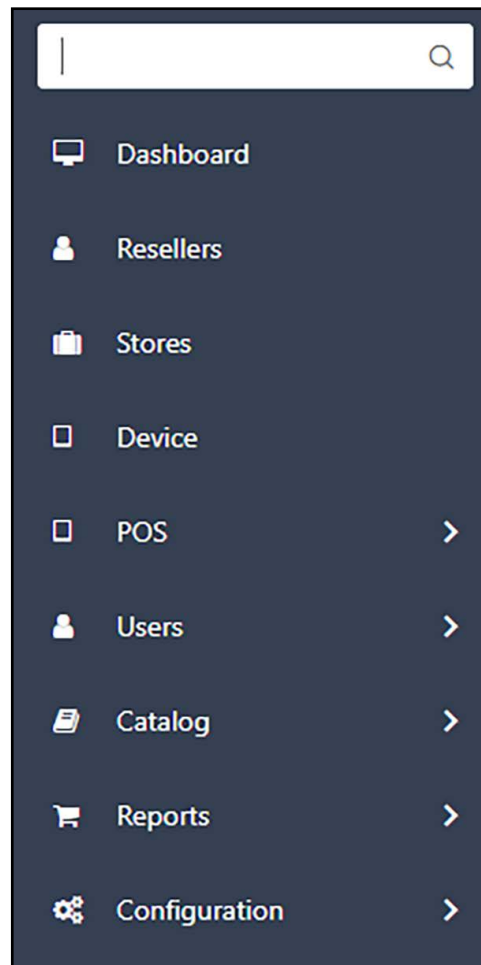 Dashboard
Resellers
Stores
Device
POS
Users
Catalog
Reports
Configuration